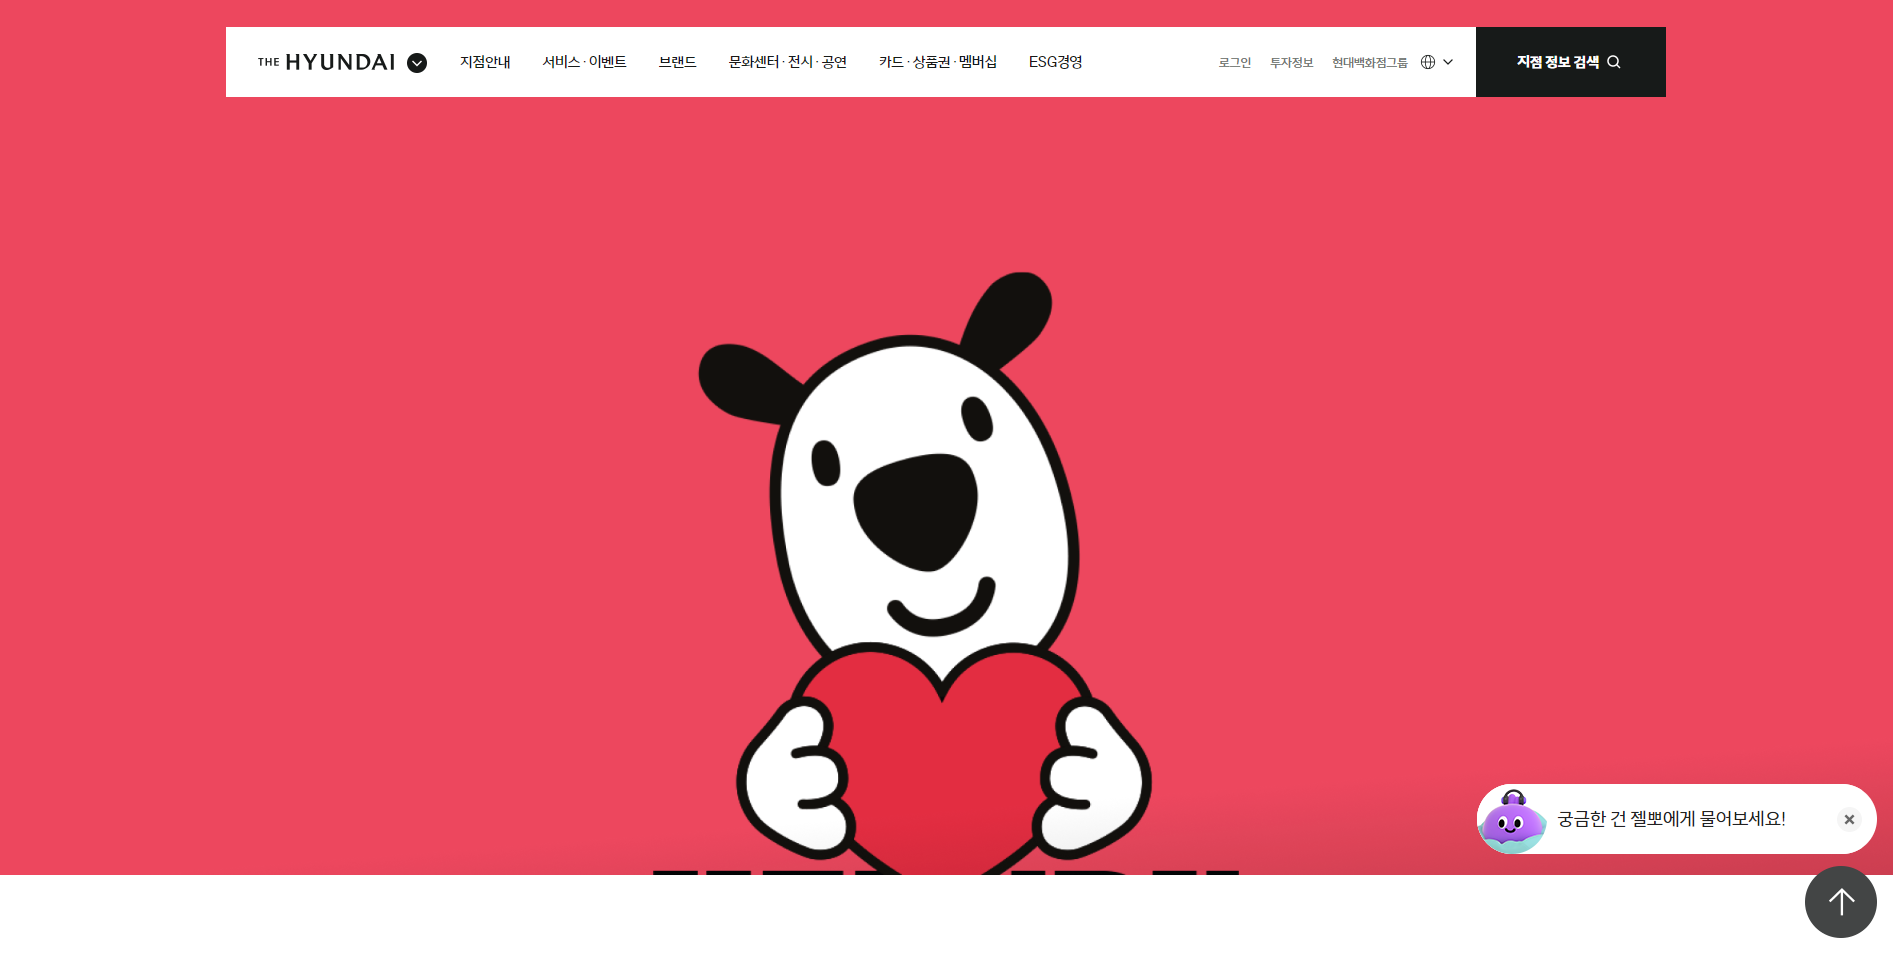 THE HYUNDAI
지점안내
서비스 · 이벤트
브랜드
문화센터 · 전시 · 공연
카드 · 상품권 · 멤버십
ESG경영
로그인
투자정보
현대백화점그룹
지점 정보 검색
궁금한 건 젤뽀에게 물어보세요!